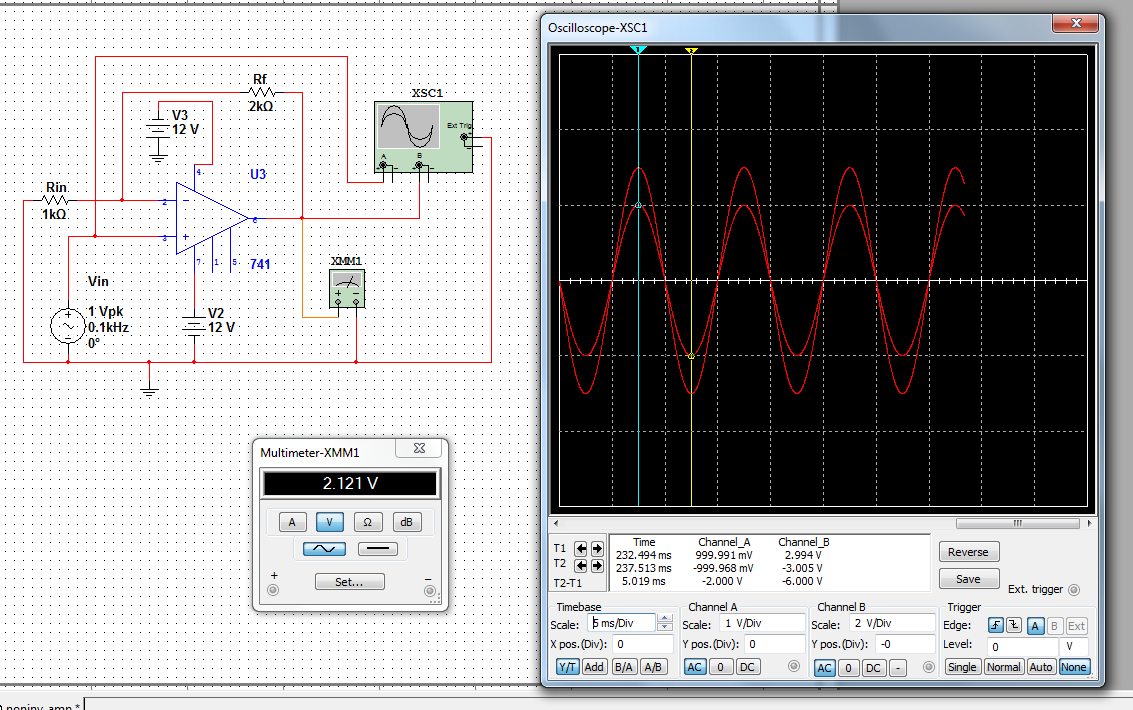 Rf
2kΩ
V3
12 V
XSC1
Ext Trig
+
A
B
+ − + −
4
U3
Rin
1kΩ
2
−
3
+
6
7
1
5
741
XMM1
+ −
Vin
1 Vpk
0.1kHz
0°
V2
12 V
Multimeter-XMM1
2.121 V
A V Ω dB
+ Set... −
Oscilloscope-XSC1
1 2
Time Channel_A Channel_B
T1 232.494 ms 999.991 mV 2.994 V
T2 237.513 ms -999.968 mV -3.005 V
T2-T1 5.019 ms -2.000 V -6.000 V
Reverse
Save
Ext. trigger
Timebase
Scale: 5 ms/Div
X pos.(Div): 0
Y/T Add B/A A/B
Channel A
Scale: 1 V/Div
Y pos.(Div): 0
AC 0 DC
Channel B
Scale: 2 V/Div
Y pos.(Div): -0
AC 0 DC -
Trigger
Edge: A B Ext
Level: 0 V
Single Normal Auto None